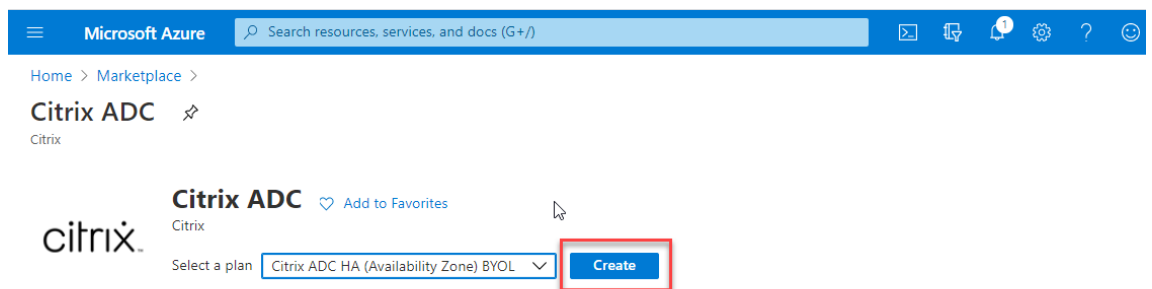 Microsoft Azure
Search resources, services, and docs (G+/)
1
Home > Marketplace >
Citrix ADC
Citrix
citrix
Citrix ADC
Add to Favorites
Citrix
Select a plan
Citrix ADC HA (Availability Zone) BYOL
Create